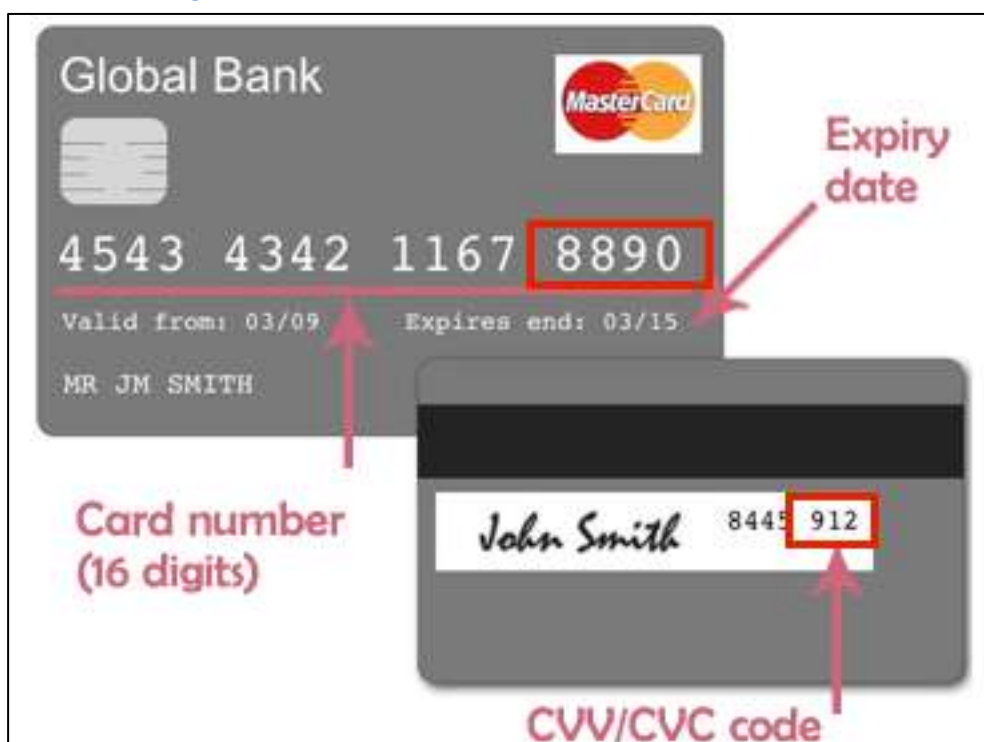 Global Bank
MasterCard
Expiry
date
4543 4342 1167 8890
Valid from: 03/09 Expires end: 03/15
MR JM SMITH
Card number
(16 digits)
John Smith 8445 912
CVV/CVC code